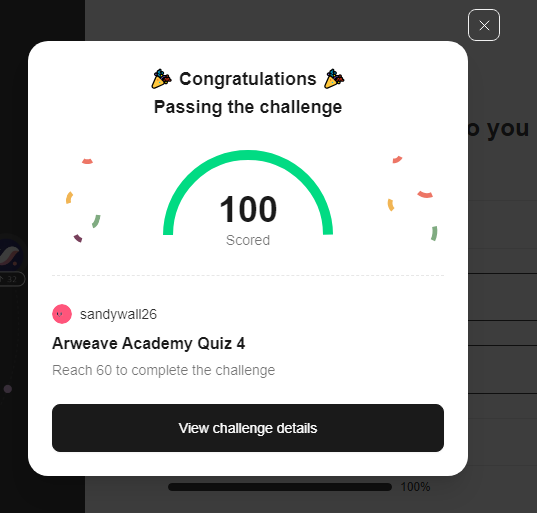 Congratulations
Passing the challenge
o you
100
Scored
32
sandywall26
Arweave Academy Quiz 4
Reach 60 to complete the challenge
View challenge details
100%